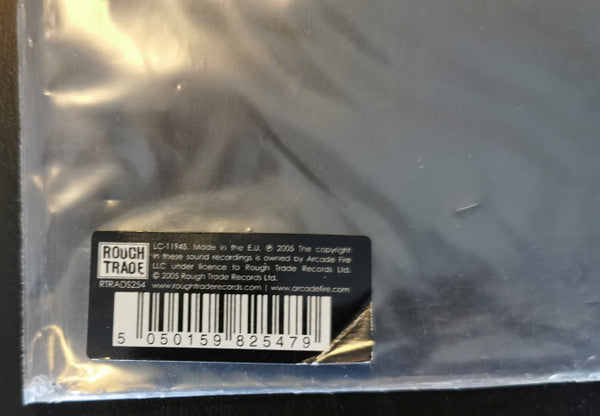 ROUGH
TRADE
LC-11945. Made in the E.U. ℗ 2005 The copyright
in these sound recordings is owned by Arcade Fire
LLC under licence to Rough Trade Records Ltd.
© 2005 Rough Trade Records Ltd.
RTRADS254 www.roughtraderecords.com | www.arcadefire.com
5 050159 825479